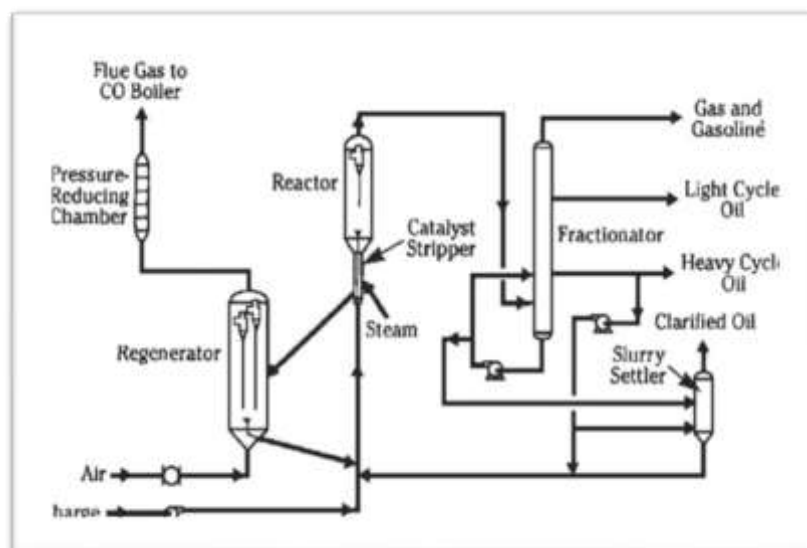 Flue Gas to
CO Boiler
Pressure-
Reducing
Chamber
Reactor
Catalyst
Stripper
Steam
Regenerator
Air
harge
Gas and
Gasoline
Light Cycle
Oil
Fractionator
Heavy Cycl
Oil
Clarified Oil
Slurry
Settler